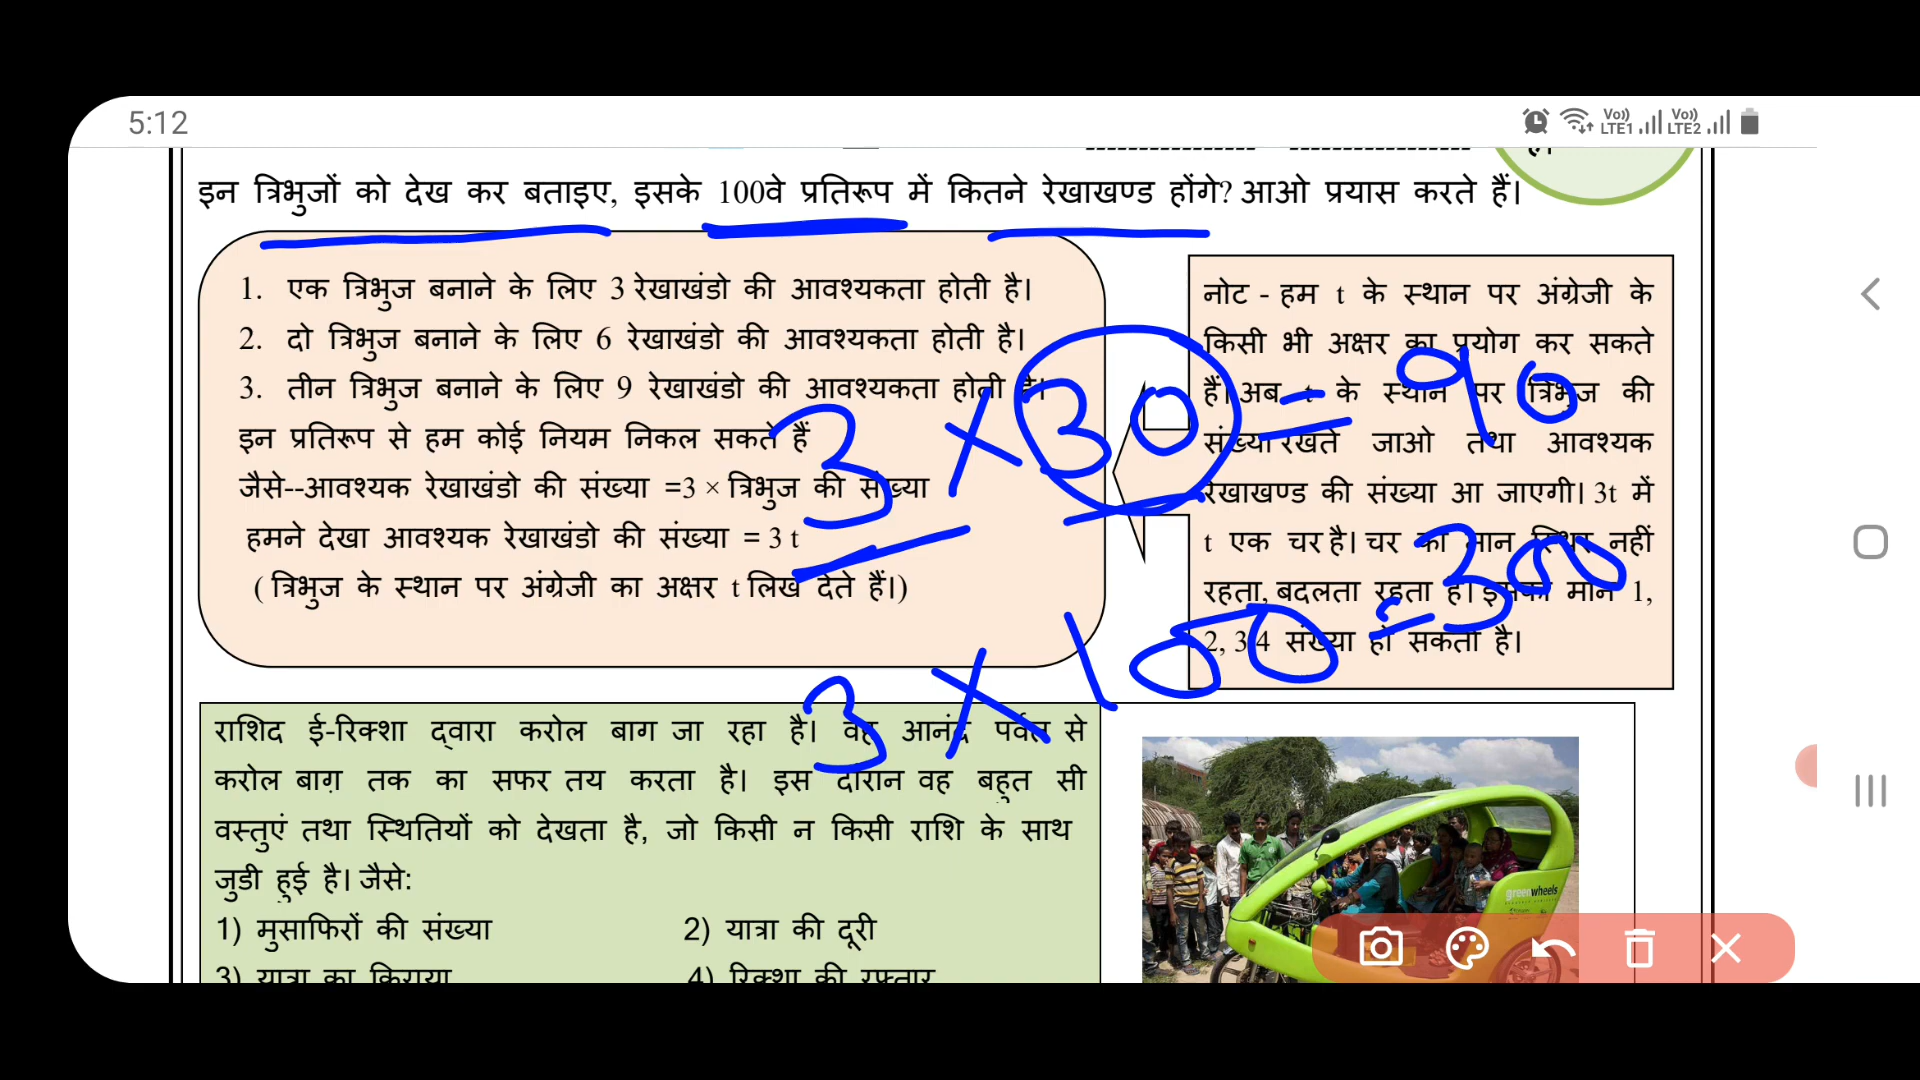 5:12
Vo)) LTE1 Vo)) LTE2
इन त्रिभुजों को देख कर बताइए, इसके 100वे प्रतिरूप में कितने रेखाखण्ड होंगे? आओ प्रयास करते हैं।
1. एक त्रिभुज बनाने के लिए 3 रेखाखंडो की आवश्यकता होती है।
2. दो त्रिभुज बनाने के लिए 6 रेखाखंडो की आवश्यकता होती है।
3. तीन त्रिभुज बनाने के लिए 9 रेखाखंडो की आवश्यकता होती है।
इन प्रतिरूप से हम कोई नियम निकल सकते हैं
जैसे--आवश्यक रेखाखंडो की संख्या =3 × त्रिभुज की संख्या
हमने देखा आवश्यक रेखाखंडो की संख्या = 3 t
( त्रिभुज के स्थान पर अंग्रेजी का अक्षर t लिख देते हैं।)
नोट - हम t के स्थान पर अंग्रेजी के
किसी भी अक्षर का प्रयोग कर सकते
हैं। अब t के स्थान पर त्रिभुज की
संख्या रखते जाओ तथा आवश्यक
रेखाखण्ड की संख्या आ जाएगी। 3t में
t एक चर है। चर का मान स्थिर नहीं
रहता, बदलता रहता है। इसका मान 1,
2, 3 4 संख्या हो सकता है।
3 × 30 = 90
3 × 100 = 300
राशिद ई-रिक्शा द्वारा करोल बाग जा रहा है। वह आनंद पर्वत से
करोल बाग़ तक का सफर तय करता है। इस दौरान वह बहुत सी
वस्तुएं तथा स्थितियों को देखता है, जो किसी न किसी राशि के साथ
जुडी हुई है। जैसे:
1) मुसाफिरों की संख्या 2) यात्रा की दूरी
3) यात्रा का किराया 4) रिक्शा की रफ्तार
greenwheels